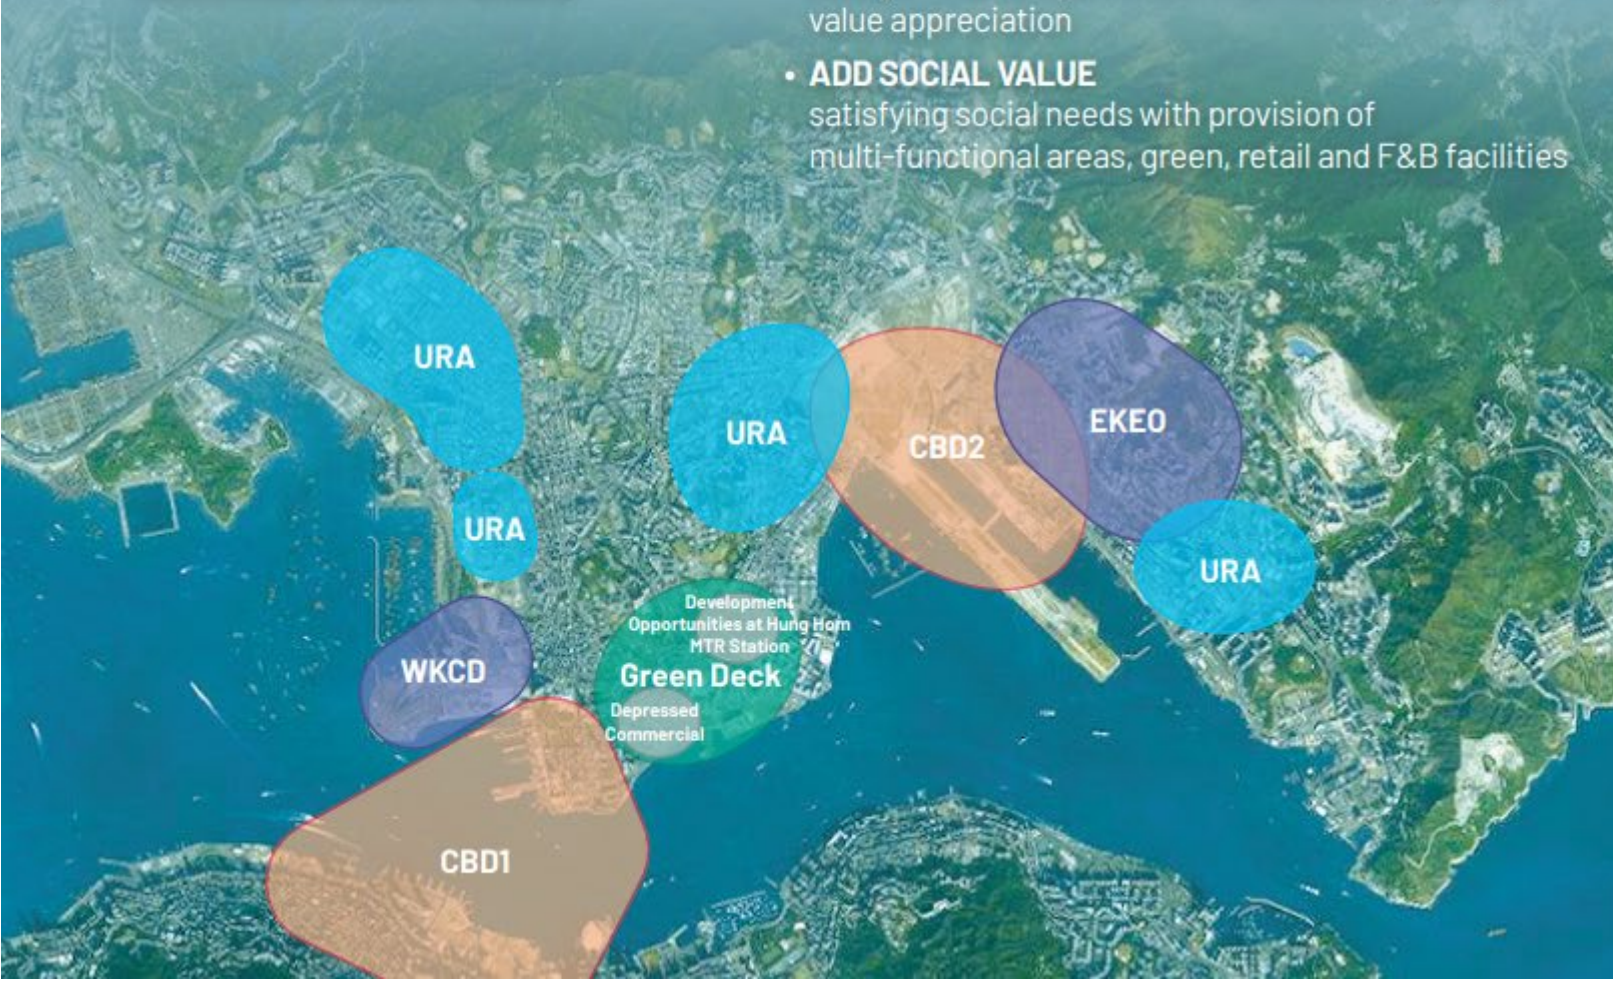 value appreciation
• ADD SOCIAL VALUE
satisfying social needs with provision of
multi-functional areas, green, retail and F&B facilities
URA
URA
CBD2
EKEO
URA
URA
Development
Opportunities at Hung Hom
MTR Station
WKCD
Green Deck
Depressed
Commercial
CBD1